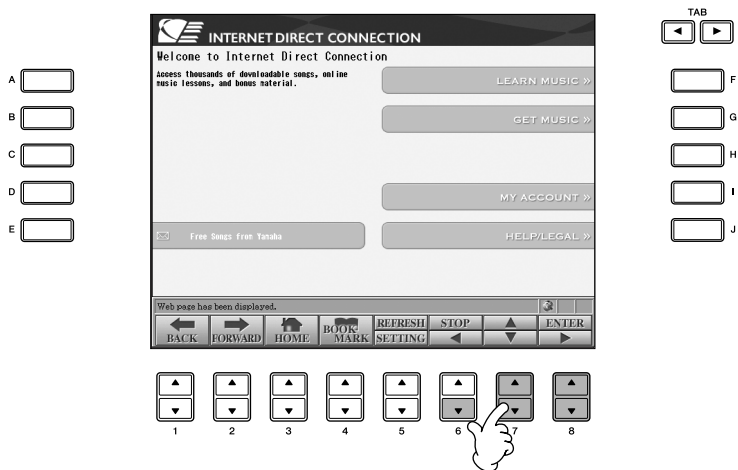 TAB
INTERNET DIRECT CONNECTION
Welcome to Internet Direct Connection
Access thousands of downloadable songs, online
music lessons, and bonus material.
LEARN MUSIC »
GET MUSIC »
MY ACCOUNT »
Free Songs from Yamaha
HELP/LEGAL »
A
B
C
D
E
F
G
H
I
J
Web page has been displayed.
BACK
FORWARD
HOME
BOOK
MARK
REFRESH
SETTING
STOP
ENTER
1 2 3 4 5 6 7 8